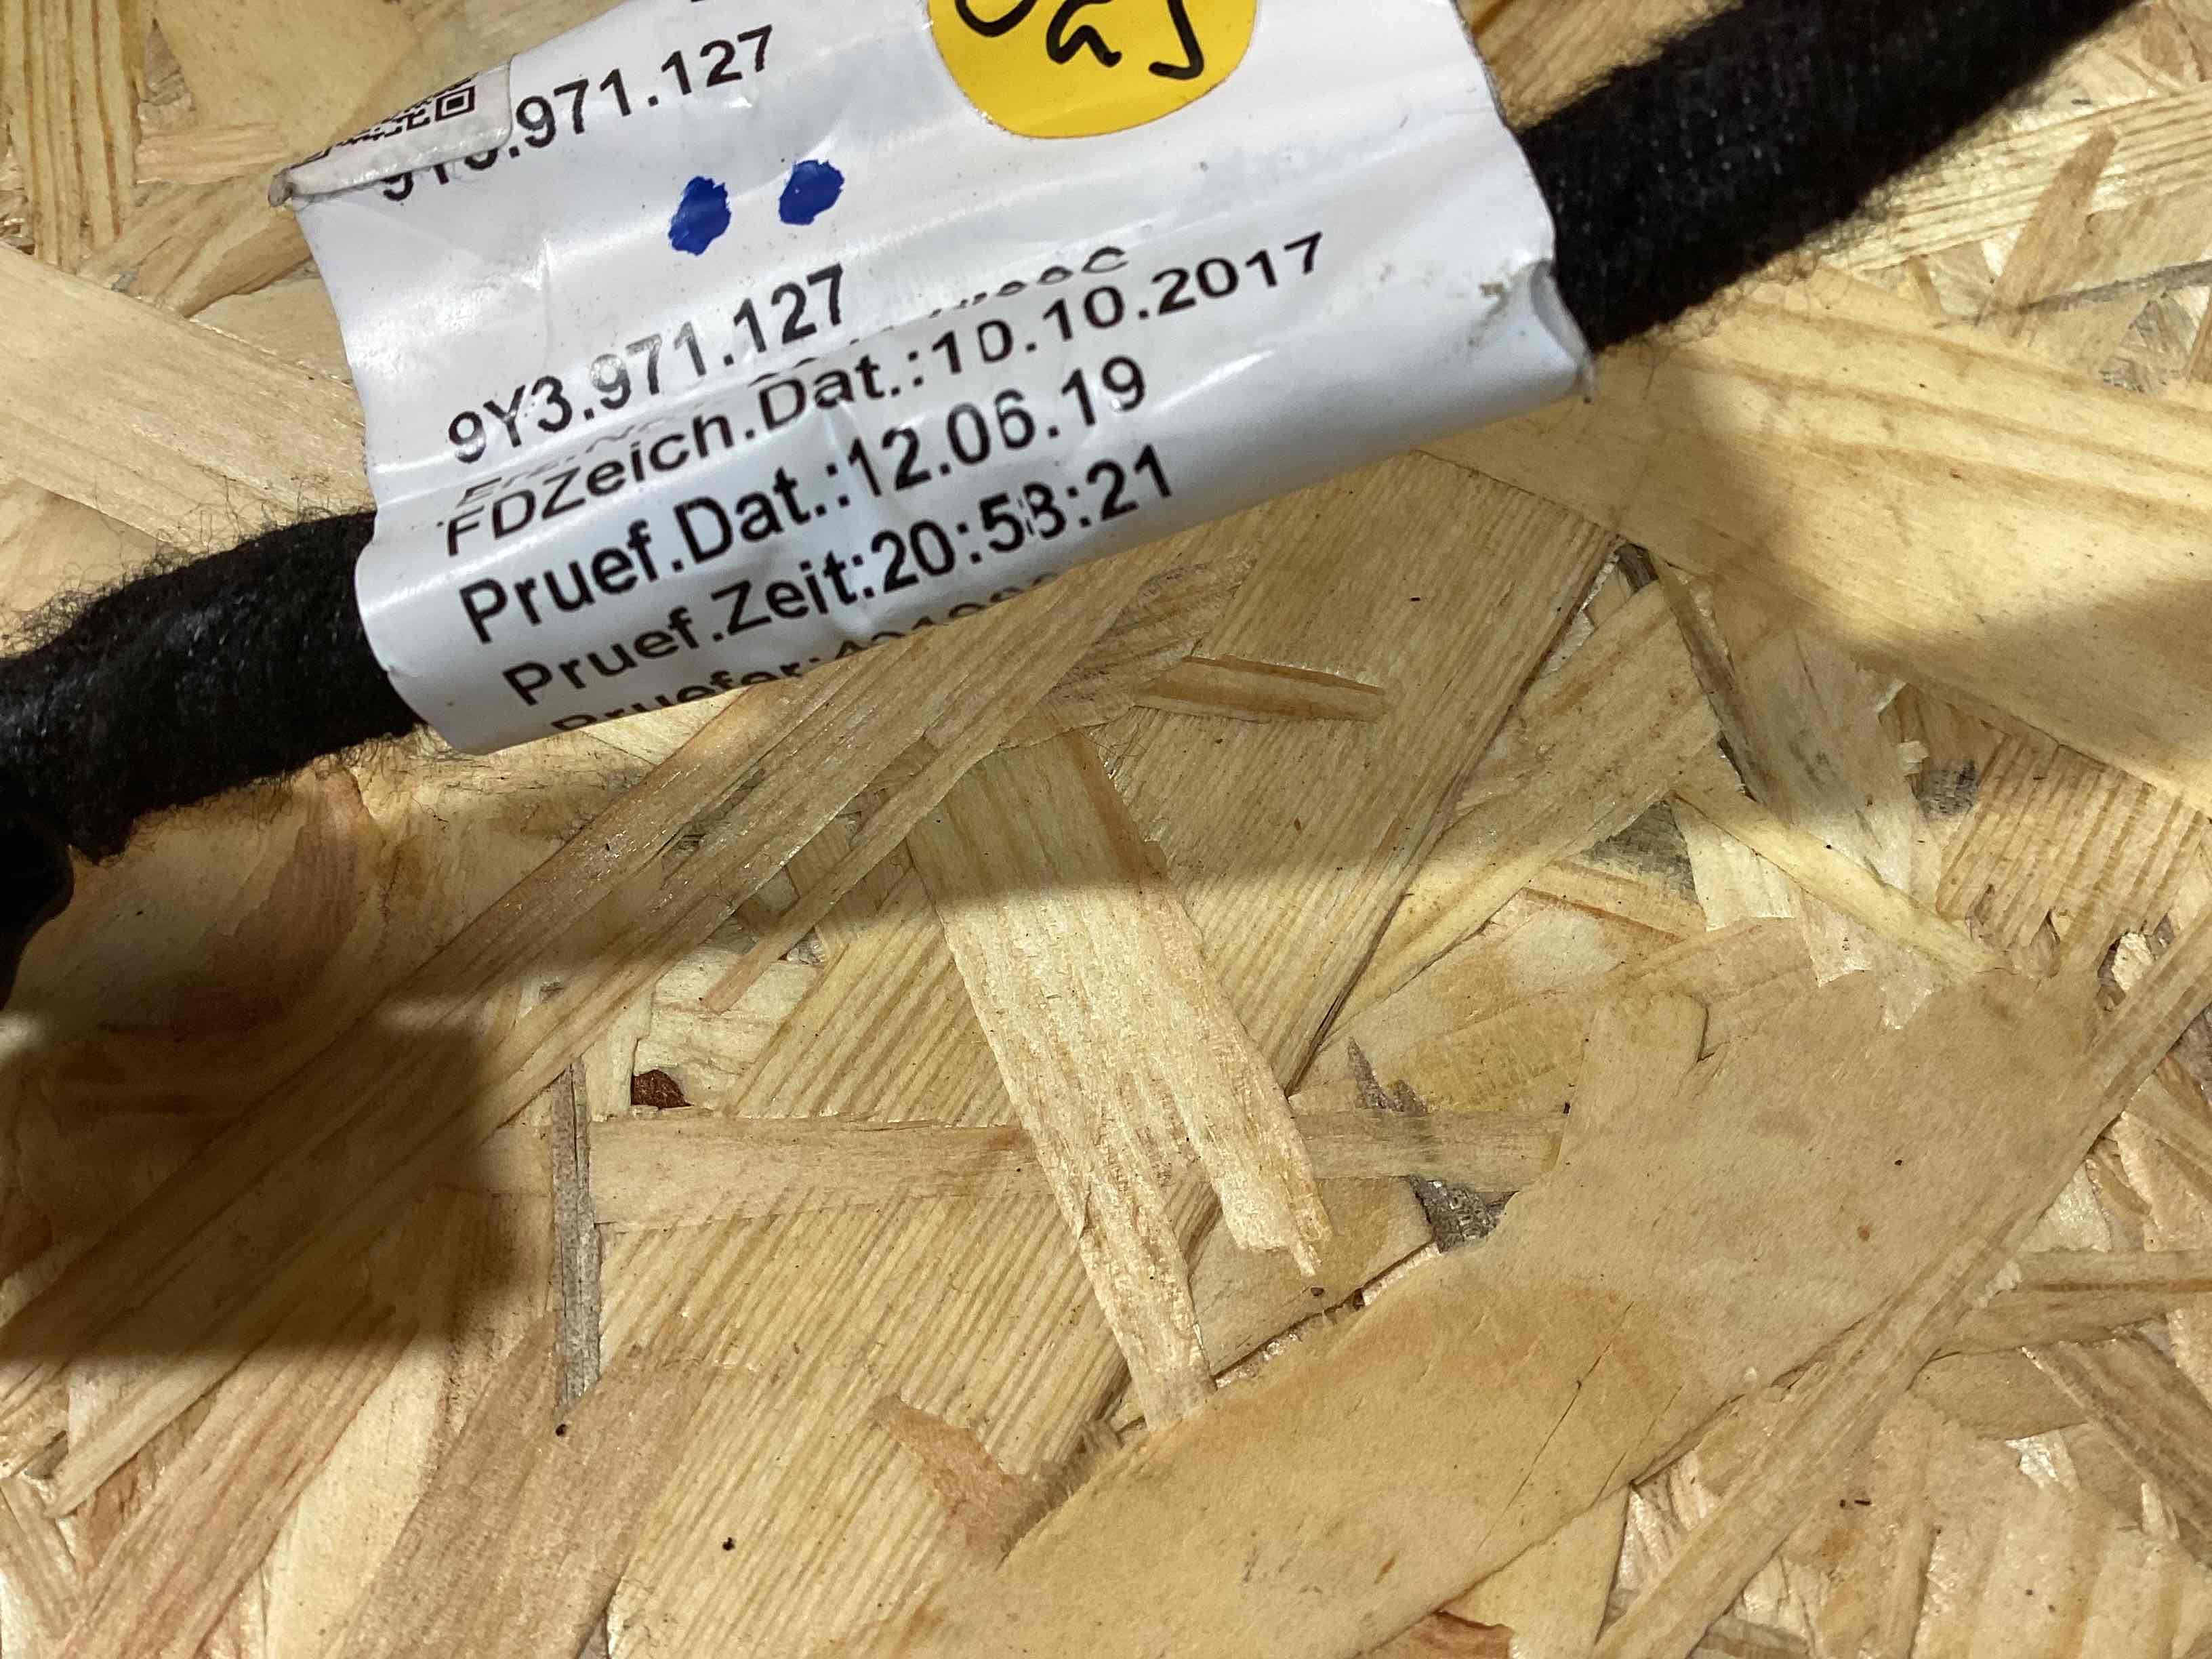 9Y3.971.127
9Y3.971.127
FDZeich.Dat.:10.10.2017
Pruef.Dat.:12.06.19
Pruef.Zeit:20:58:21
Pruefer: